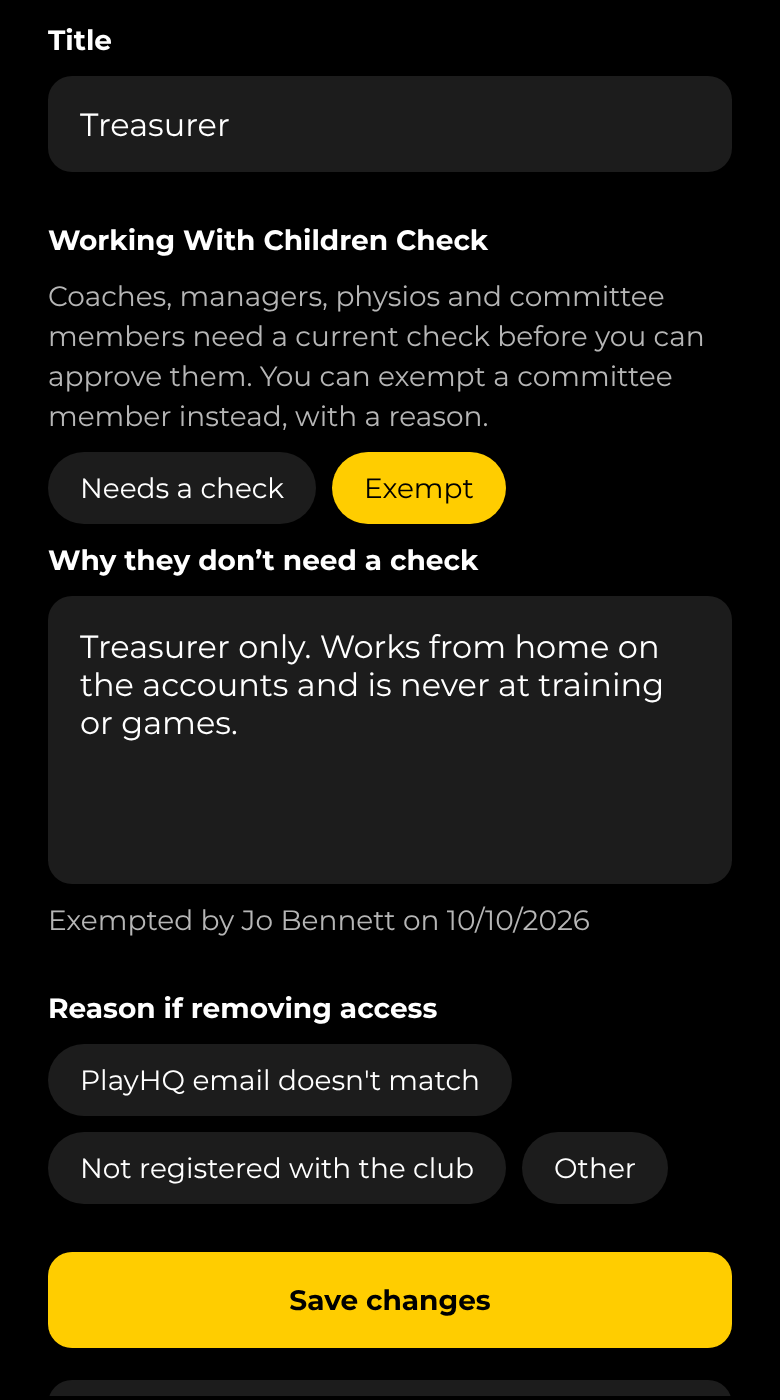 Title
Treasurer
Working With Children Check
Coaches, managers, physios and committee
members need a current check before you can
approve them. You can exempt a committee
member instead, with a reason.
Needs a check
Exempt
Why they don’t need a check
Treasurer only. Works from home on
the accounts and is never at training
or games.
Exempted by Jo Bennett on 10/10/2026
Reason if removing access
PlayHQ email doesn't match
Not registered with the club
Other
Save changes